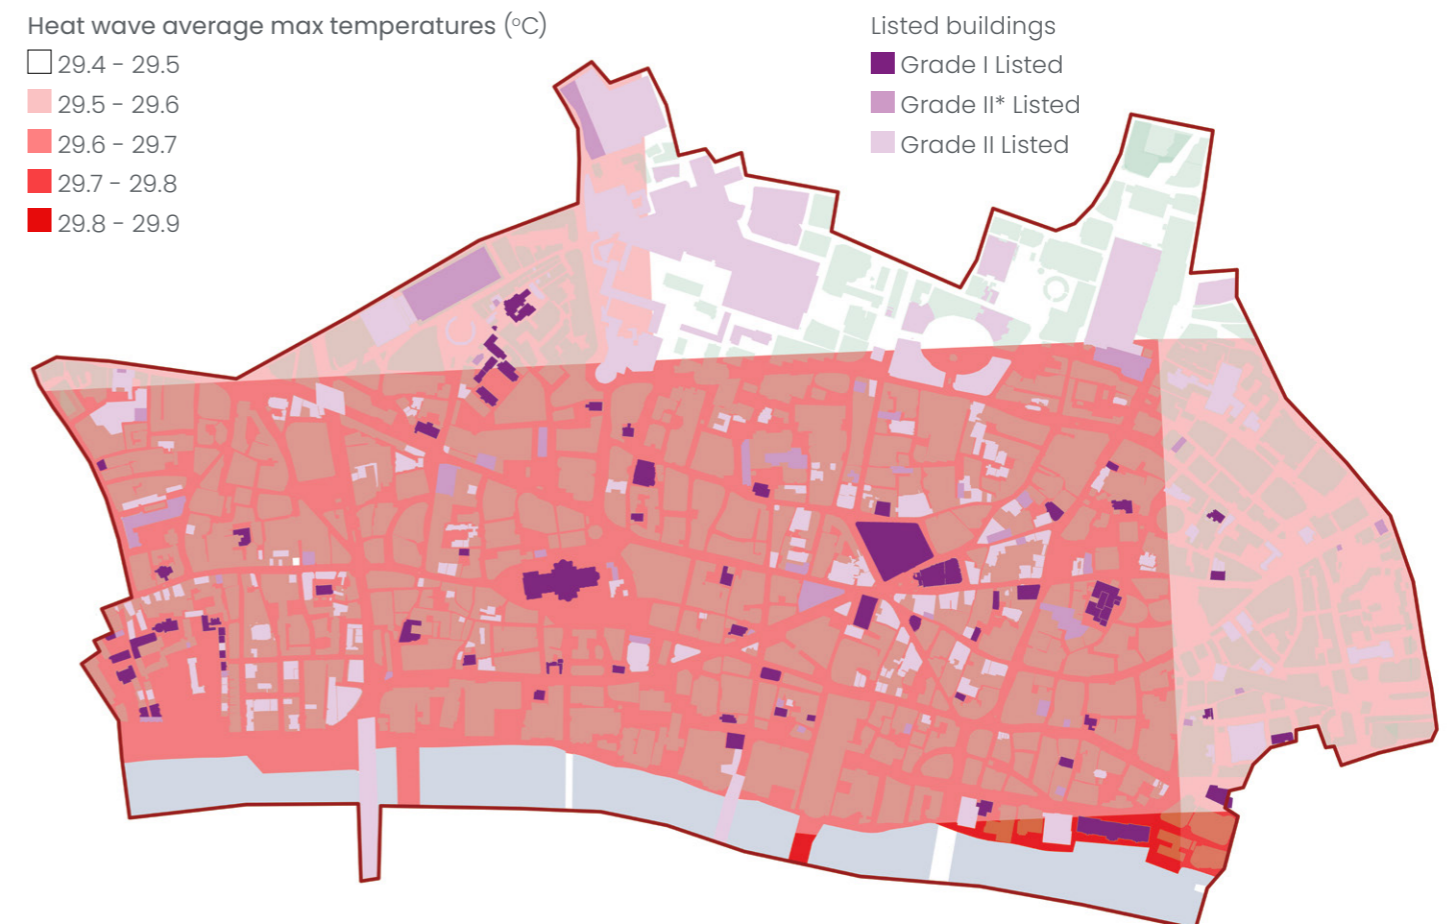 Heat wave average max temperatures (°C)
29.4 - 29.5
29.5 - 29.6
29.6 - 29.7
29.7 - 29.8
29.8 - 29.9
Listed buildings
Grade I Listed
Grade II* Listed
Grade II Listed